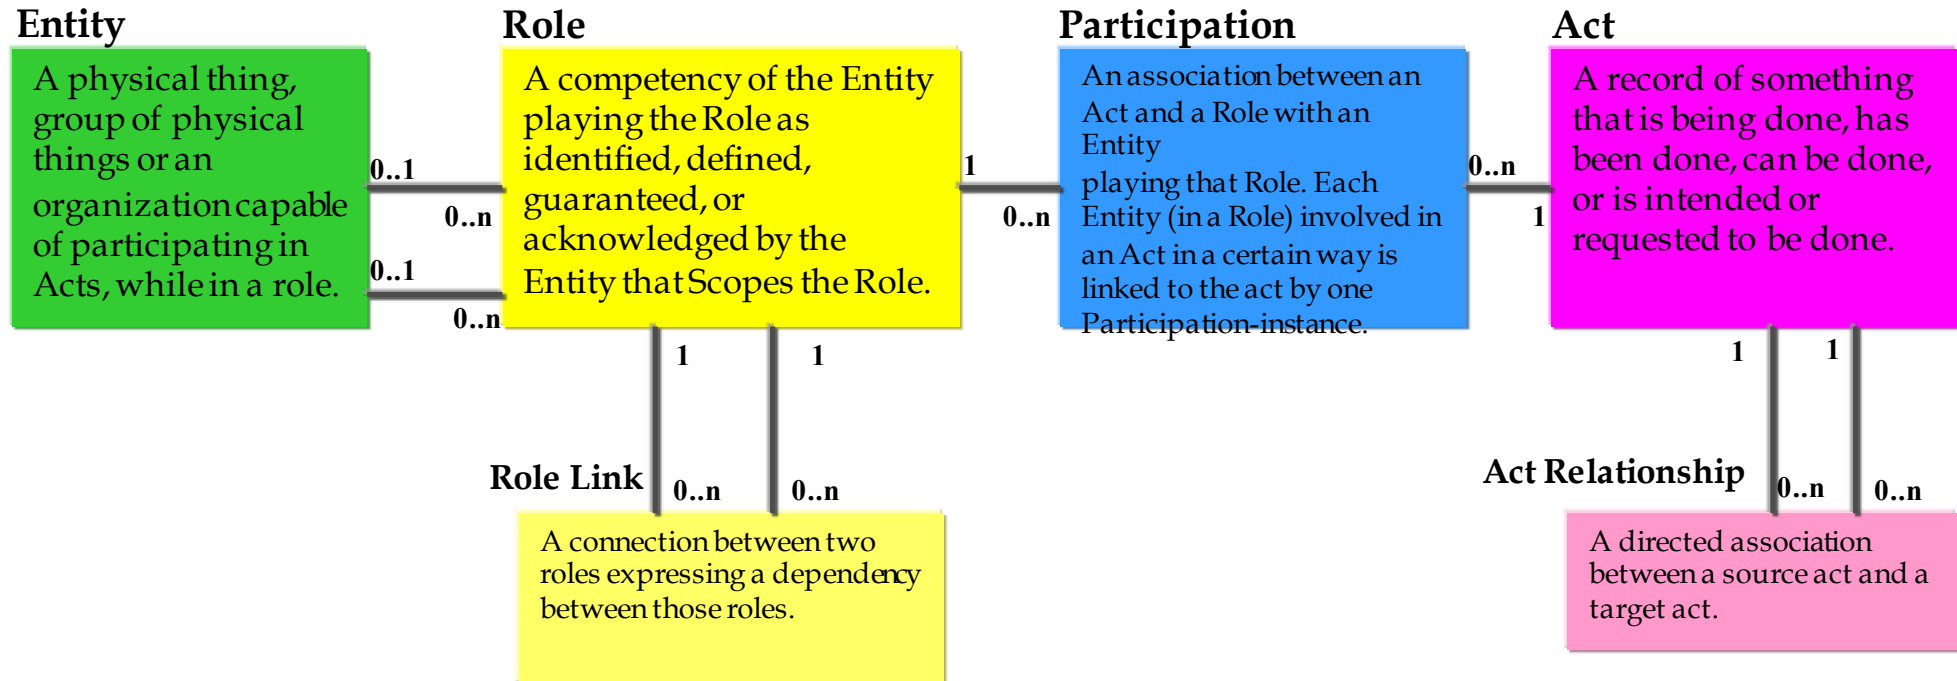 Entity
A physical thing,
group of physical
things or an
organization capable
of participating in
Acts, while in a role.
0..1
0..n
0..1
0..n
Role
A competency of the Entity
playing the Role as
identified, defined,
guaranteed, or
acknowledged by the
Entity that Scopes the Role.
1
0..n
Participation
An association between an
Act and a Role with an
Entity
playing that Role. Each
Entity (in a Role) involved in
an Act in a certain way is
linked to the act by one
Participation-instance.
0..n
1
Act
A record of something
that is being done, has
been done, can be done,
or is intended or
requested to be done.
1
1
Role Link
0..n
0..n
A connection between two
roles expressing a dependency
between those roles.
1
1
Act Relationship
0..n
0..n
A directed association
between a source act and a
target act.